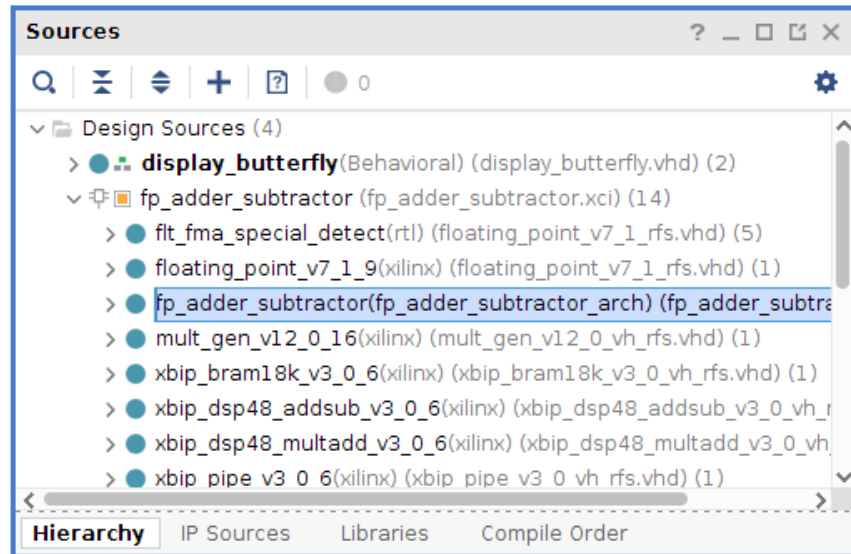 Sources
0
Design Sources (4)
display_butterfly(Behavioral) (display_butterfly.vhd) (2)
fp_adder_subtractor (fp_adder_subtractor.xci) (14)
flt_fma_special_detect(rtl) (floating_point_v7_1_rfs.vhd) (5)
floating_point_v7_1_9(xilinx) (floating_point_v7_1_rfs.vhd) (1)
fp_adder_subtractor(fp_adder_subtractor_arch) (fp_adder_subtra
mult_gen_v12_0_16(xilinx) (mult_gen_v12_0_vh_rfs.vhd) (1)
xbip_bram18k_v3_0_6(xilinx) (xbip_bram18k_v3_0_vh_rfs.vhd) (1)
xbip_dsp48_addsub_v3_0_6(xilinx) (xbip_dsp48_addsub_v3_0_vh_r
xbip_dsp48_multadd_v3_0_6(xilinx) (xbip_dsp48_multadd_v3_0_vh_
xbip_pipe_v3_0_6(xilinx) (xbip_pipe_v3_0_vh_rfs.vhd) (1)
Hierarchy IP Sources Libraries Compile Order